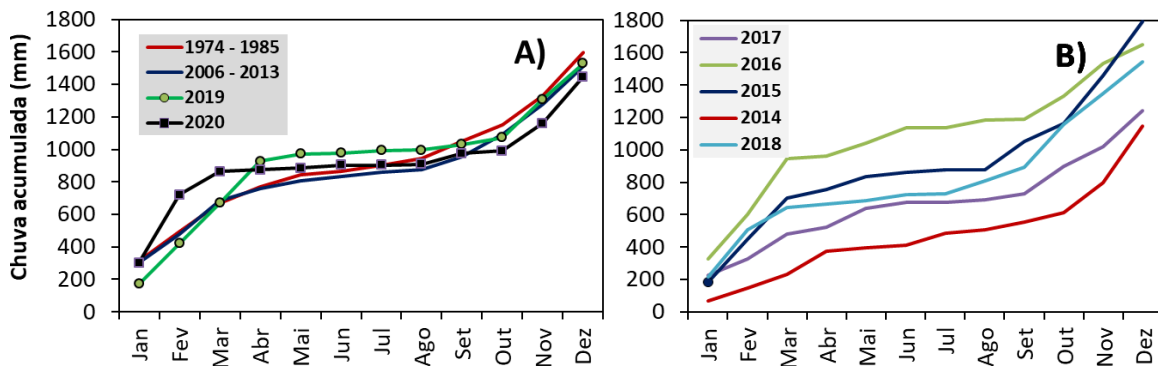 Chuva acumulada (mm)
1800
1600
1400
1200
1000
800
600
400
200
0
A)
1974 - 1985
2006 - 2013
2019
2020
Jan
Fev
Mar
Abr
Mai
Jun
Jul
Ago
Set
Out
Nov
Dez
1800
1600
1400
1200
1000
800
600
400
200
0
B)
2017
2016
2015
2014
2018
Jan
Fev
Mar
Abr
Mai
Jun
Jul
Ago
Set
Out
Nov
Dez